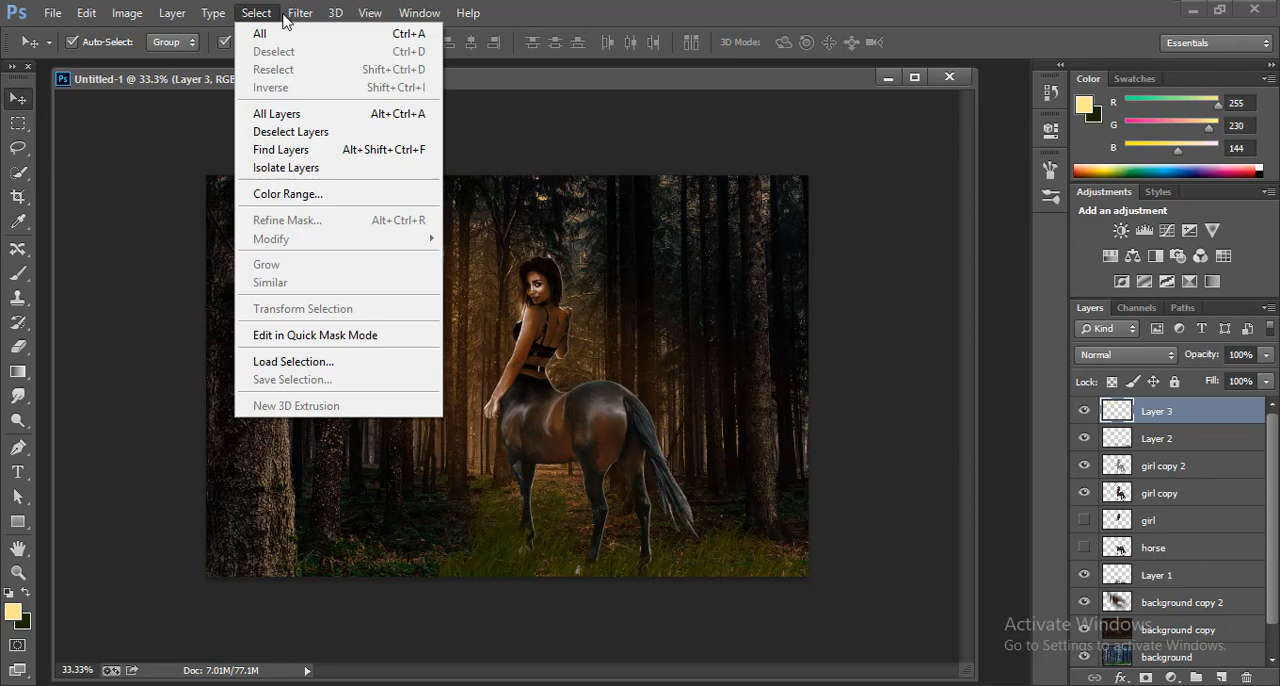 Ps File Edit Image Layer Type Select Filter 3D View Window Help
Auto-Select: Group 3D Mode: Essentials
Ps Untitled-1 @ 33.3% (Layer 3, RGB
All Ctrl+A
Deselect Ctrl+D
Reselect Shift+Ctrl+D
Inverse Shift+Ctrl+I
All Layers Alt+Ctrl+A
Deselect Layers
Find Layers Alt+Shift+Ctrl+F
Isolate Layers
Color Range...
Refine Mask... Alt+Ctrl+R
Modify
Grow
Similar
Transform Selection
Edit in Quick Mask Mode
Load Selection...
Save Selection...
New 3D Extrusion
33.33% Doc: 7.01M/77.1M
Color Swatches
R 255
G 230
B 144
Adjustments Styles
Add an adjustment
Layers Channels Paths
Kind
Normal Opacity: 100%
Lock: Fill: 100%
Layer 3
Layer 2
girl copy 2
girl copy
girl
horse
Layer 1
background copy 2
background copy
background
Activate Windows
Go to Settings to activate Windows.